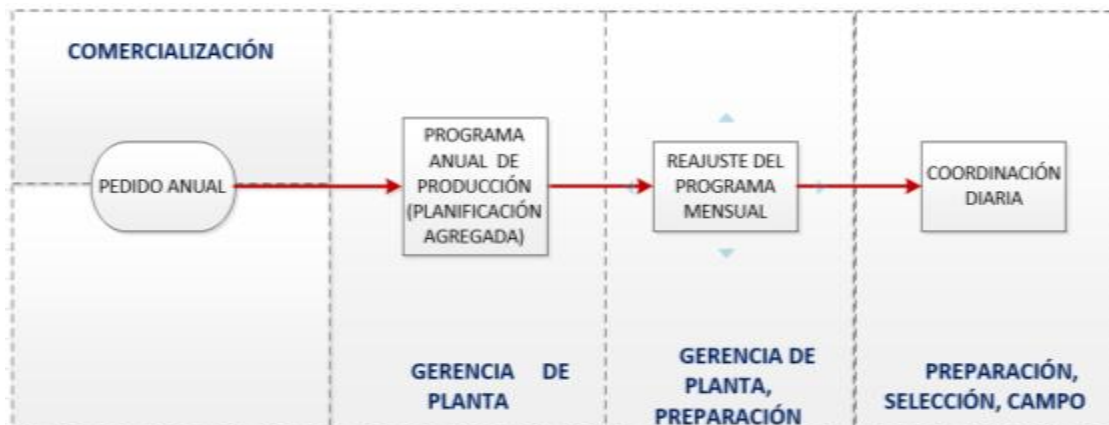 COMERCIALIZACIÓN
PEDIDO ANUAL
PROGRAMA
ANUAL DE
PRODUCCIÓN
(PLANIFICACIÓN
AGREGADA)
REAJUSTE DEL
PROGRAMA
MENSUAL
COORDINACIÓN
DIARIA
GERENCIA DE
PLANTA
GERENCIA DE
PLANTA,
PREPARACIÓN
PREPARACIÓN,
SELECCIÓN, CAMPO